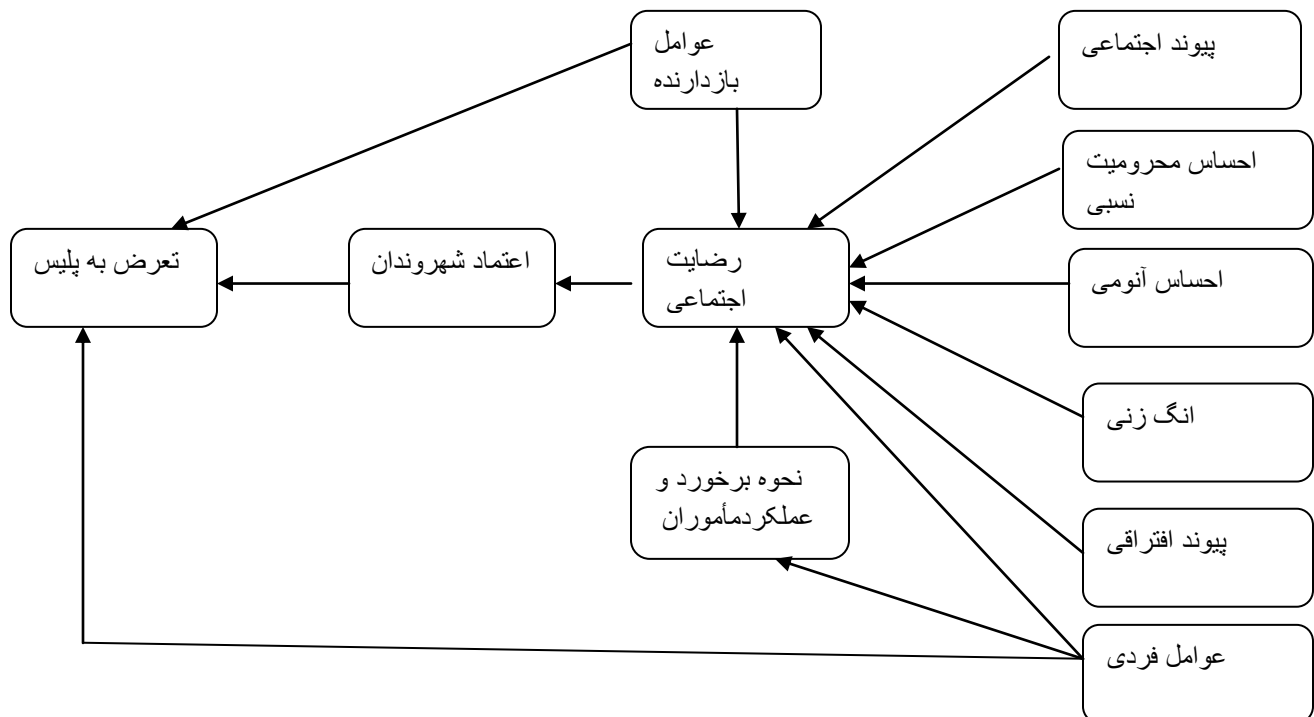 عوامل
بازدارنده
پیوند اجتماعی
احساس محرومیت
نسبی
تعرض به پلیس
اعتماد شهروندان
رضایت
اجتماعی
احساس آنومی
انگ زنی
نحوه برخورد و
عملکردمأموران
پیوند افتراقی
عوامل فردی